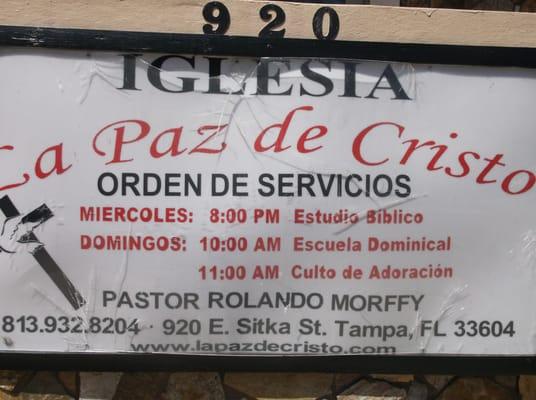 920
IGLESIA
La Paz de Cristo
ORDEN DE SERVICIOS
MIERCOLES: 8:00 PM Estudio Bíblico
DOMINGOS: 10:00 AM Escuela Dominical
11:00 AM Culto de Adoración
PASTOR ROLANDO MORFFY
813.932.8204 · 920 E. Sitka St. Tampa, FL 33604
www.lapazdecristo.com